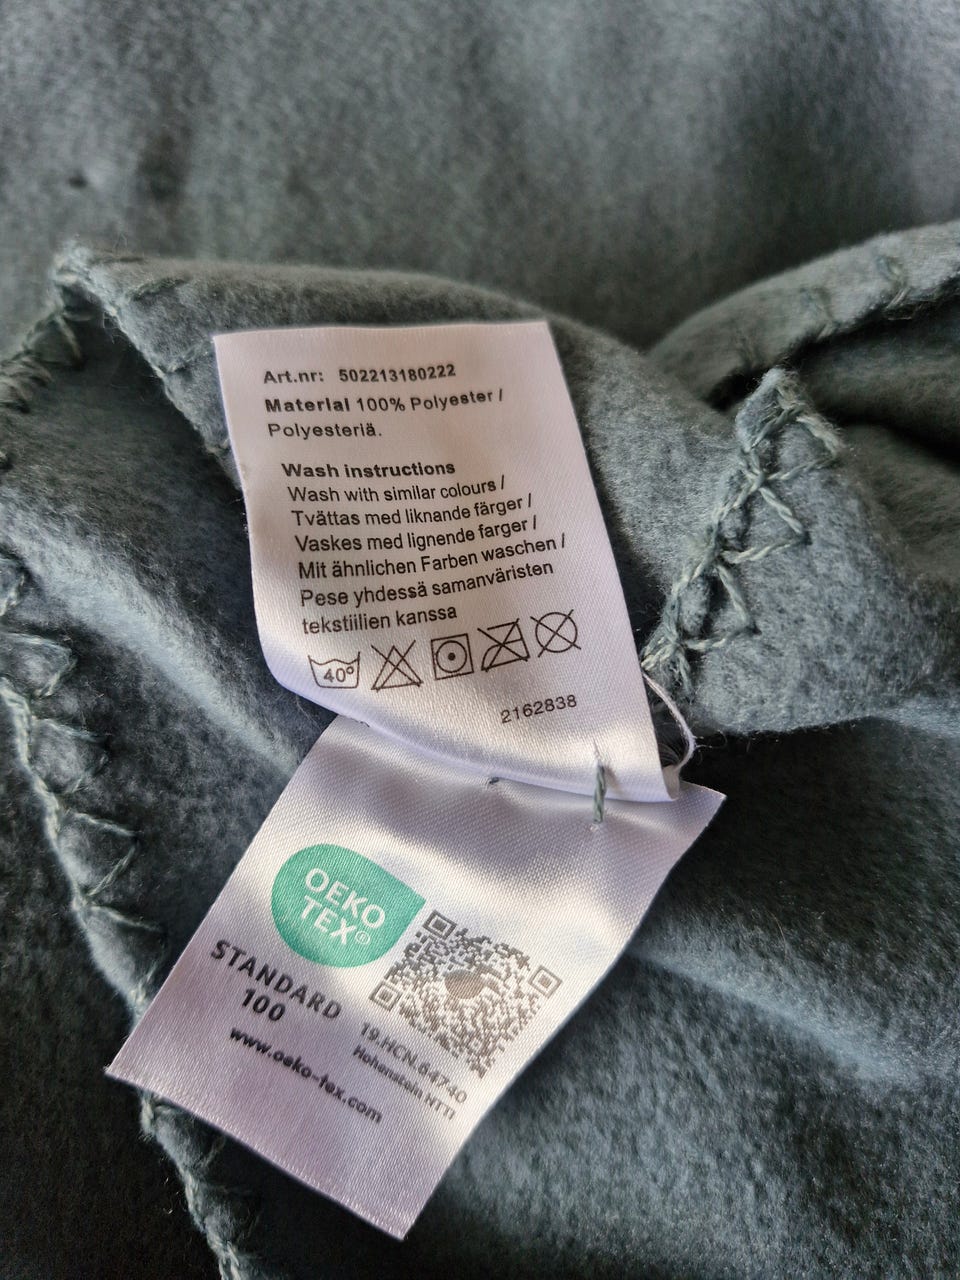 Art.nr: 502213180222
Material 100% Polyester /
Polyesteriä.
Wash instructions
Wash with similar colours /
Tvättas med liknande färger /
Vaskes med lignende farger /
Mit ähnlichen Farben waschen /
Pese yhdessä samanväristen
tekstiilien kanssa
40°
2162838
OEKO
TEX®
STANDARD
100
19.HCN.64740
Hohenstein HTTI
www.oeko-tex.com